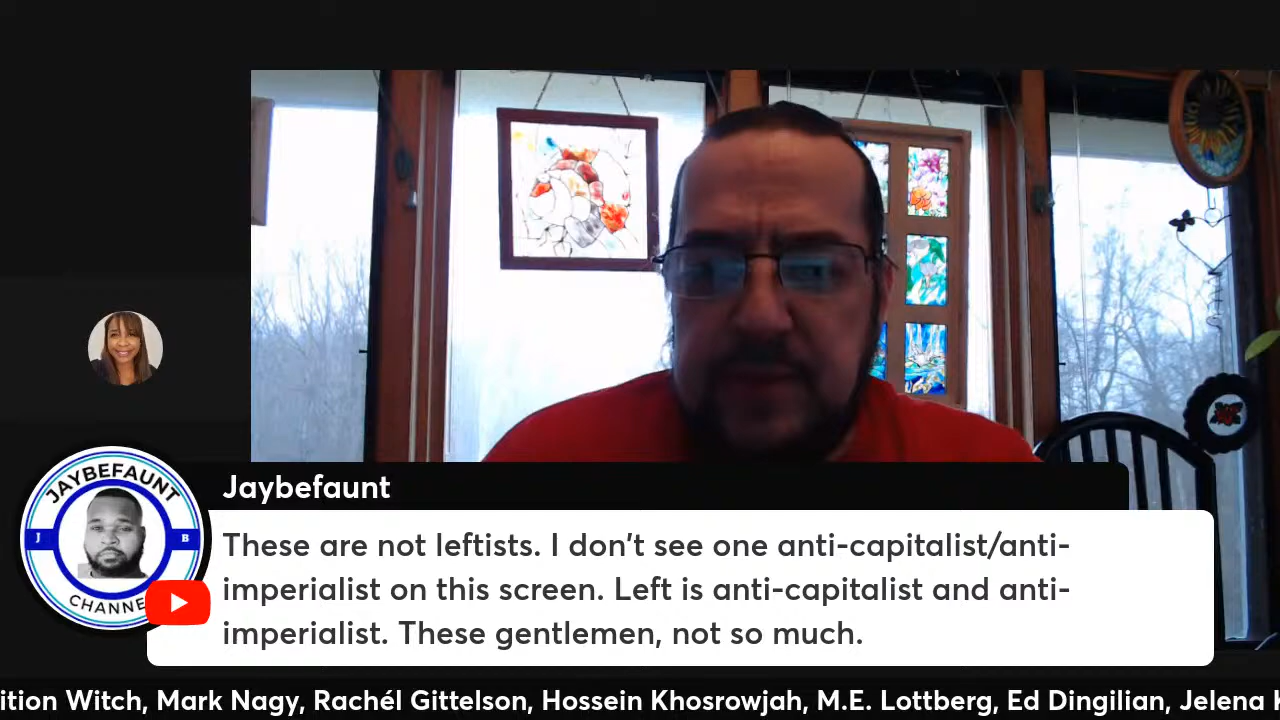 Jaybefaunt
JAYBEFAUNT
J B
CHANNE
These are not leftists. I don't see one anti-capitalist/anti-
imperialist on this screen. Left is anti-capitalist and anti-
imperialist. These gentlemen, not so much.
ition Witch, Mark Nagy, Rachél Gittelson, Hossein Khosrowjah, M.E. Lottberg, Ed Dingilian, Jelena